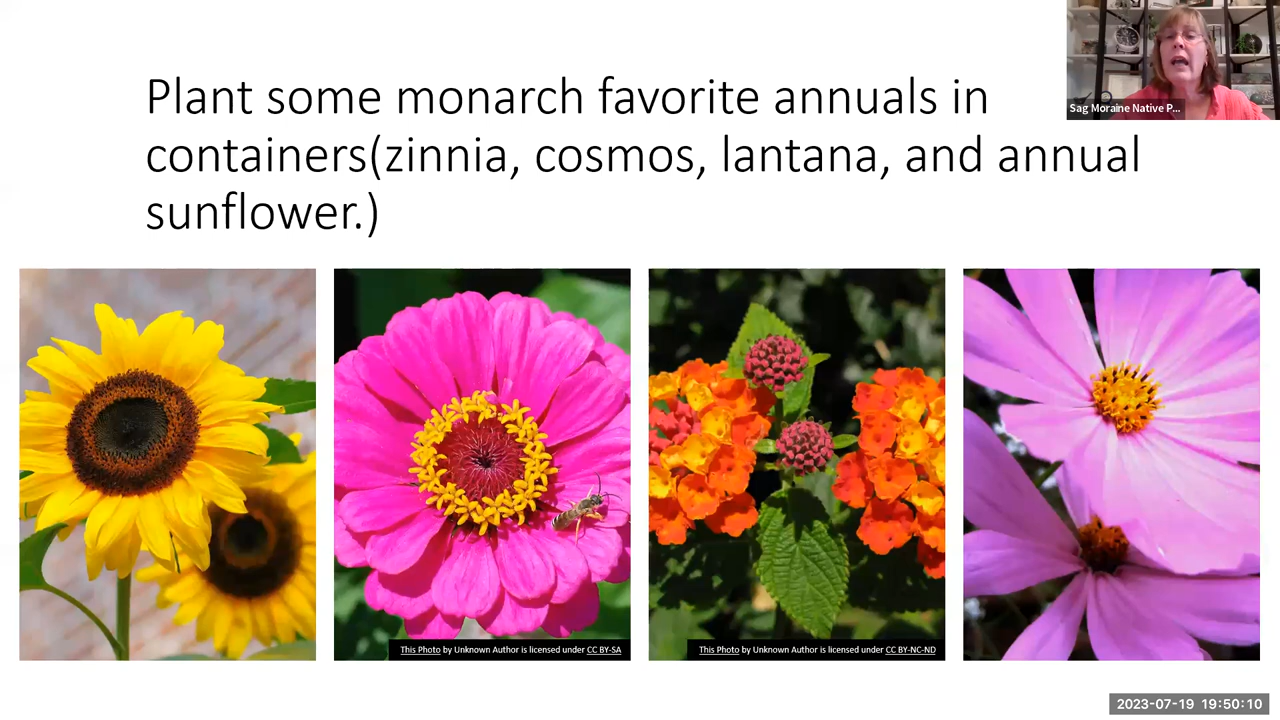 Plant some monarch favorite annuals in
containers(zinnia, cosmos, lantana, and annual
sunflower.)
Sag Moraine Native P...
This Photo by Unknown Author is licensed under CC BY-SA
This Photo by Unknown Author is licensed under CC BY-NC-ND
2023-07-19 19:50:10